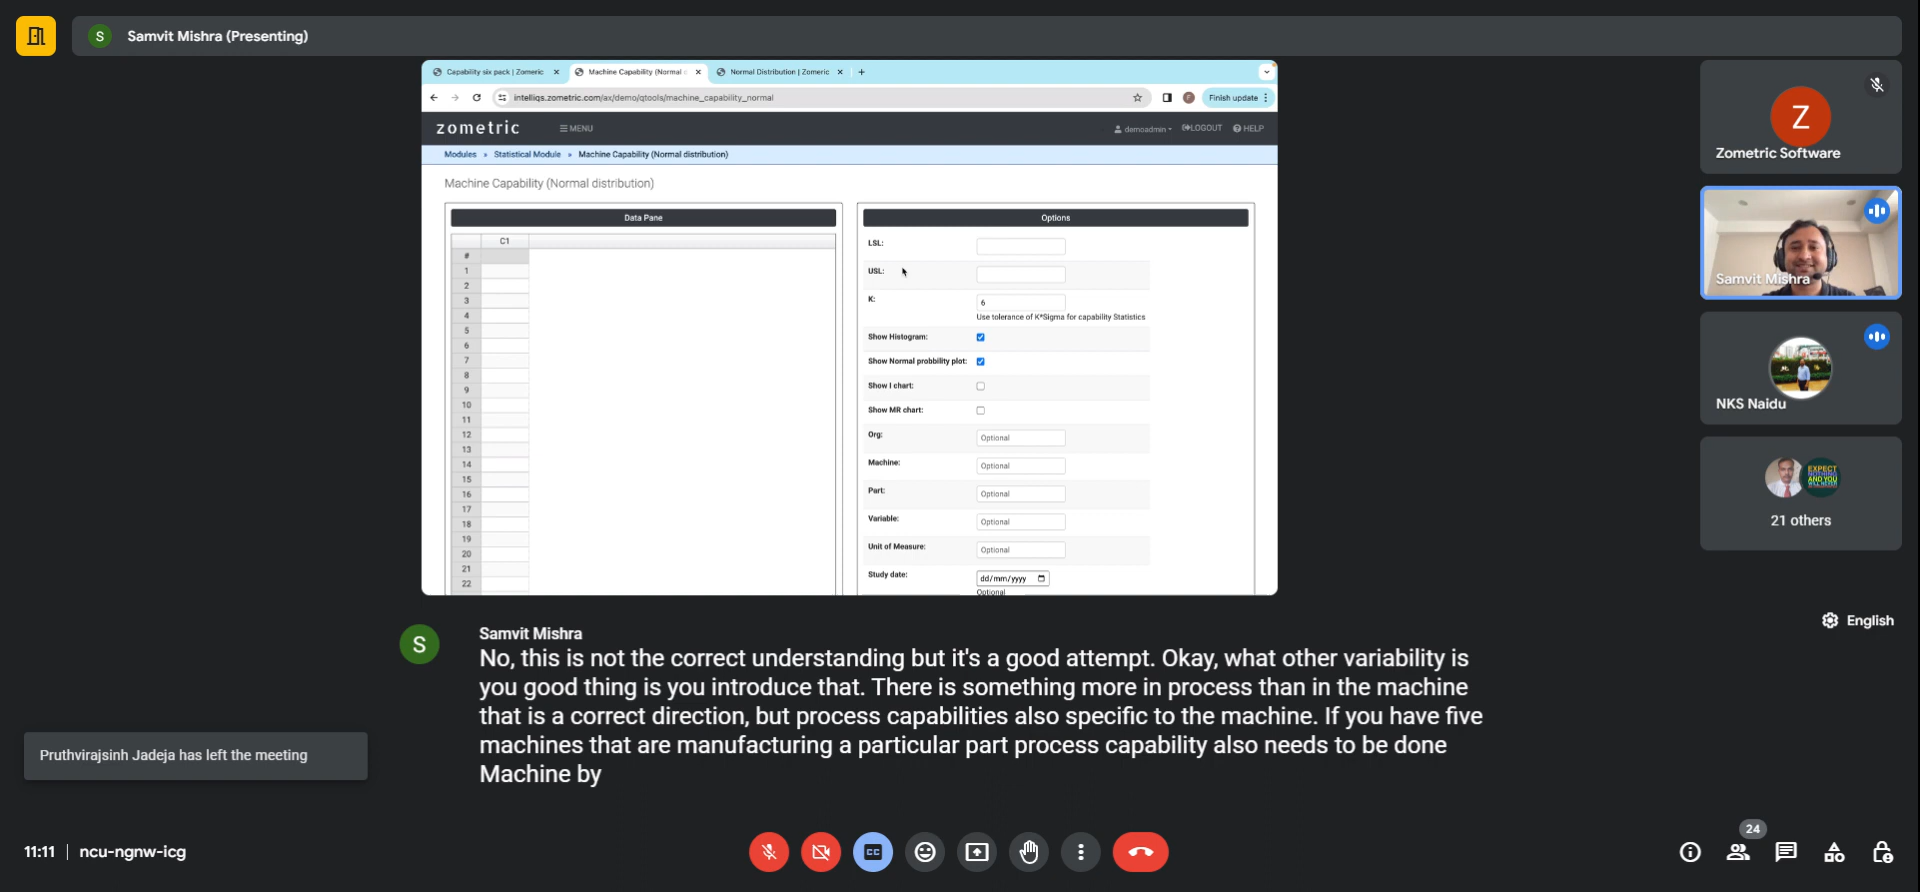 S Samvit Mishra (Presenting)
Capability six pack | Zomeric
Machine Capability (Normal
Normal Distribution | Zomeric
intelliqs.zometric.com/ax/demo/qtools/machine_capability_normal
Finish update
zometric
MENU
demoadmin
LOGOUT
HELP
Modules » Statistical Module » Machine Capability (Normal distribution)
Machine Capability (Normal distribution)
Data Pane
C1
#
1
2
3
4
5
6
7
8
9
10
11
12
13
14
15
16
17
18
19
20
21
22
Options
LSL:
USL:
K:
6
Use tolerance of K*Sigma for capability Statistics
Show Histogram:
Show Normal probbility plot:
Show I chart:
Show MR chart:
Org:
Optional
Machine:
Optional
Part:
Optional
Variable:
Optional
Unit of Measure:
Optional
Study date:
dd/mm/yyyy
Optional
Z
Zometric Software
Samvit Mishra
NKS Naidu
EXPECT
NOTHING
AND YOU
WILL NEVER
21 others
English
S
Samvit Mishra
No, this is not the correct understanding but it's a good attempt. Okay, what other variability is
you good thing is you introduce that. There is something more in process than in the machine
that is a correct direction, but process capabilities also specific to the machine. If you have five
machines that are manufacturing a particular part process capability also needs to be done
Machine by
Pruthvirajsinh Jadeja has left the meeting
11:11 | ncu-ngnw-icg
CC
24